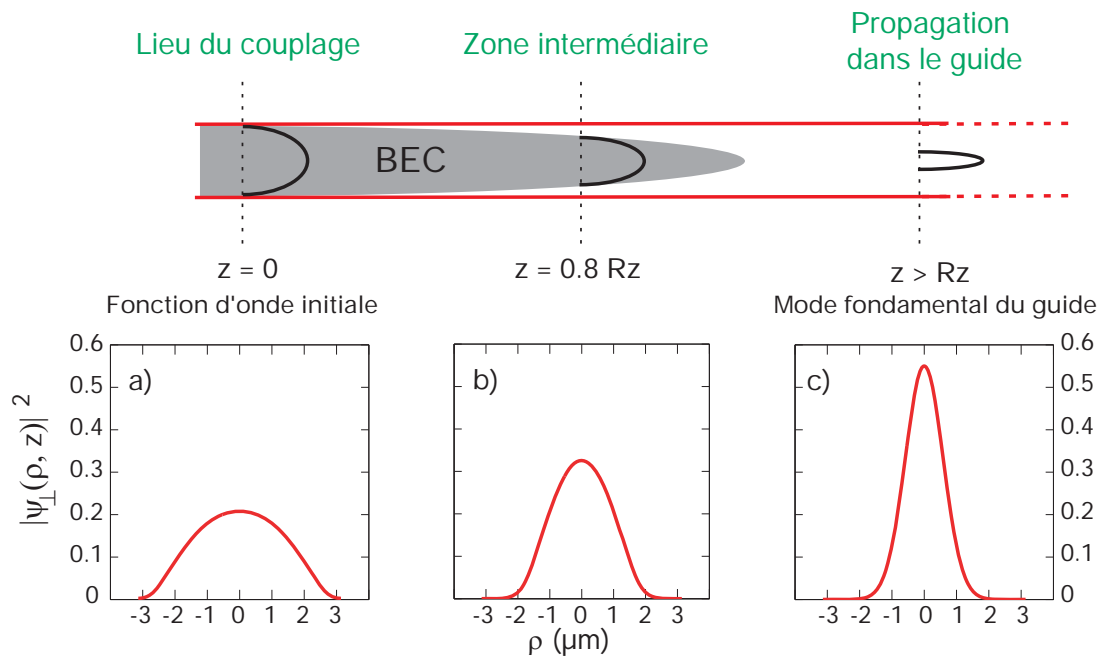 Lieu du couplage
Zone intermédiaire
Propagation
dans le guide
BEC
z = 0
z = 0.8 Rz
z > Rz
Fonction d'onde initiale
Mode fondamental du guide
|ψ⊥(ρ, z)|²
0.6
0.5
0.4
0.3
0.2
0.1
0
a)
-3 -2 -1 0 1 2 3
b)
-3 -2 -1 0 1 2 3
ρ (µm)
c)
-3 -2 -1 0 1 2 3
0.6
0.5
0.4
0.3
0.2
0.1
0